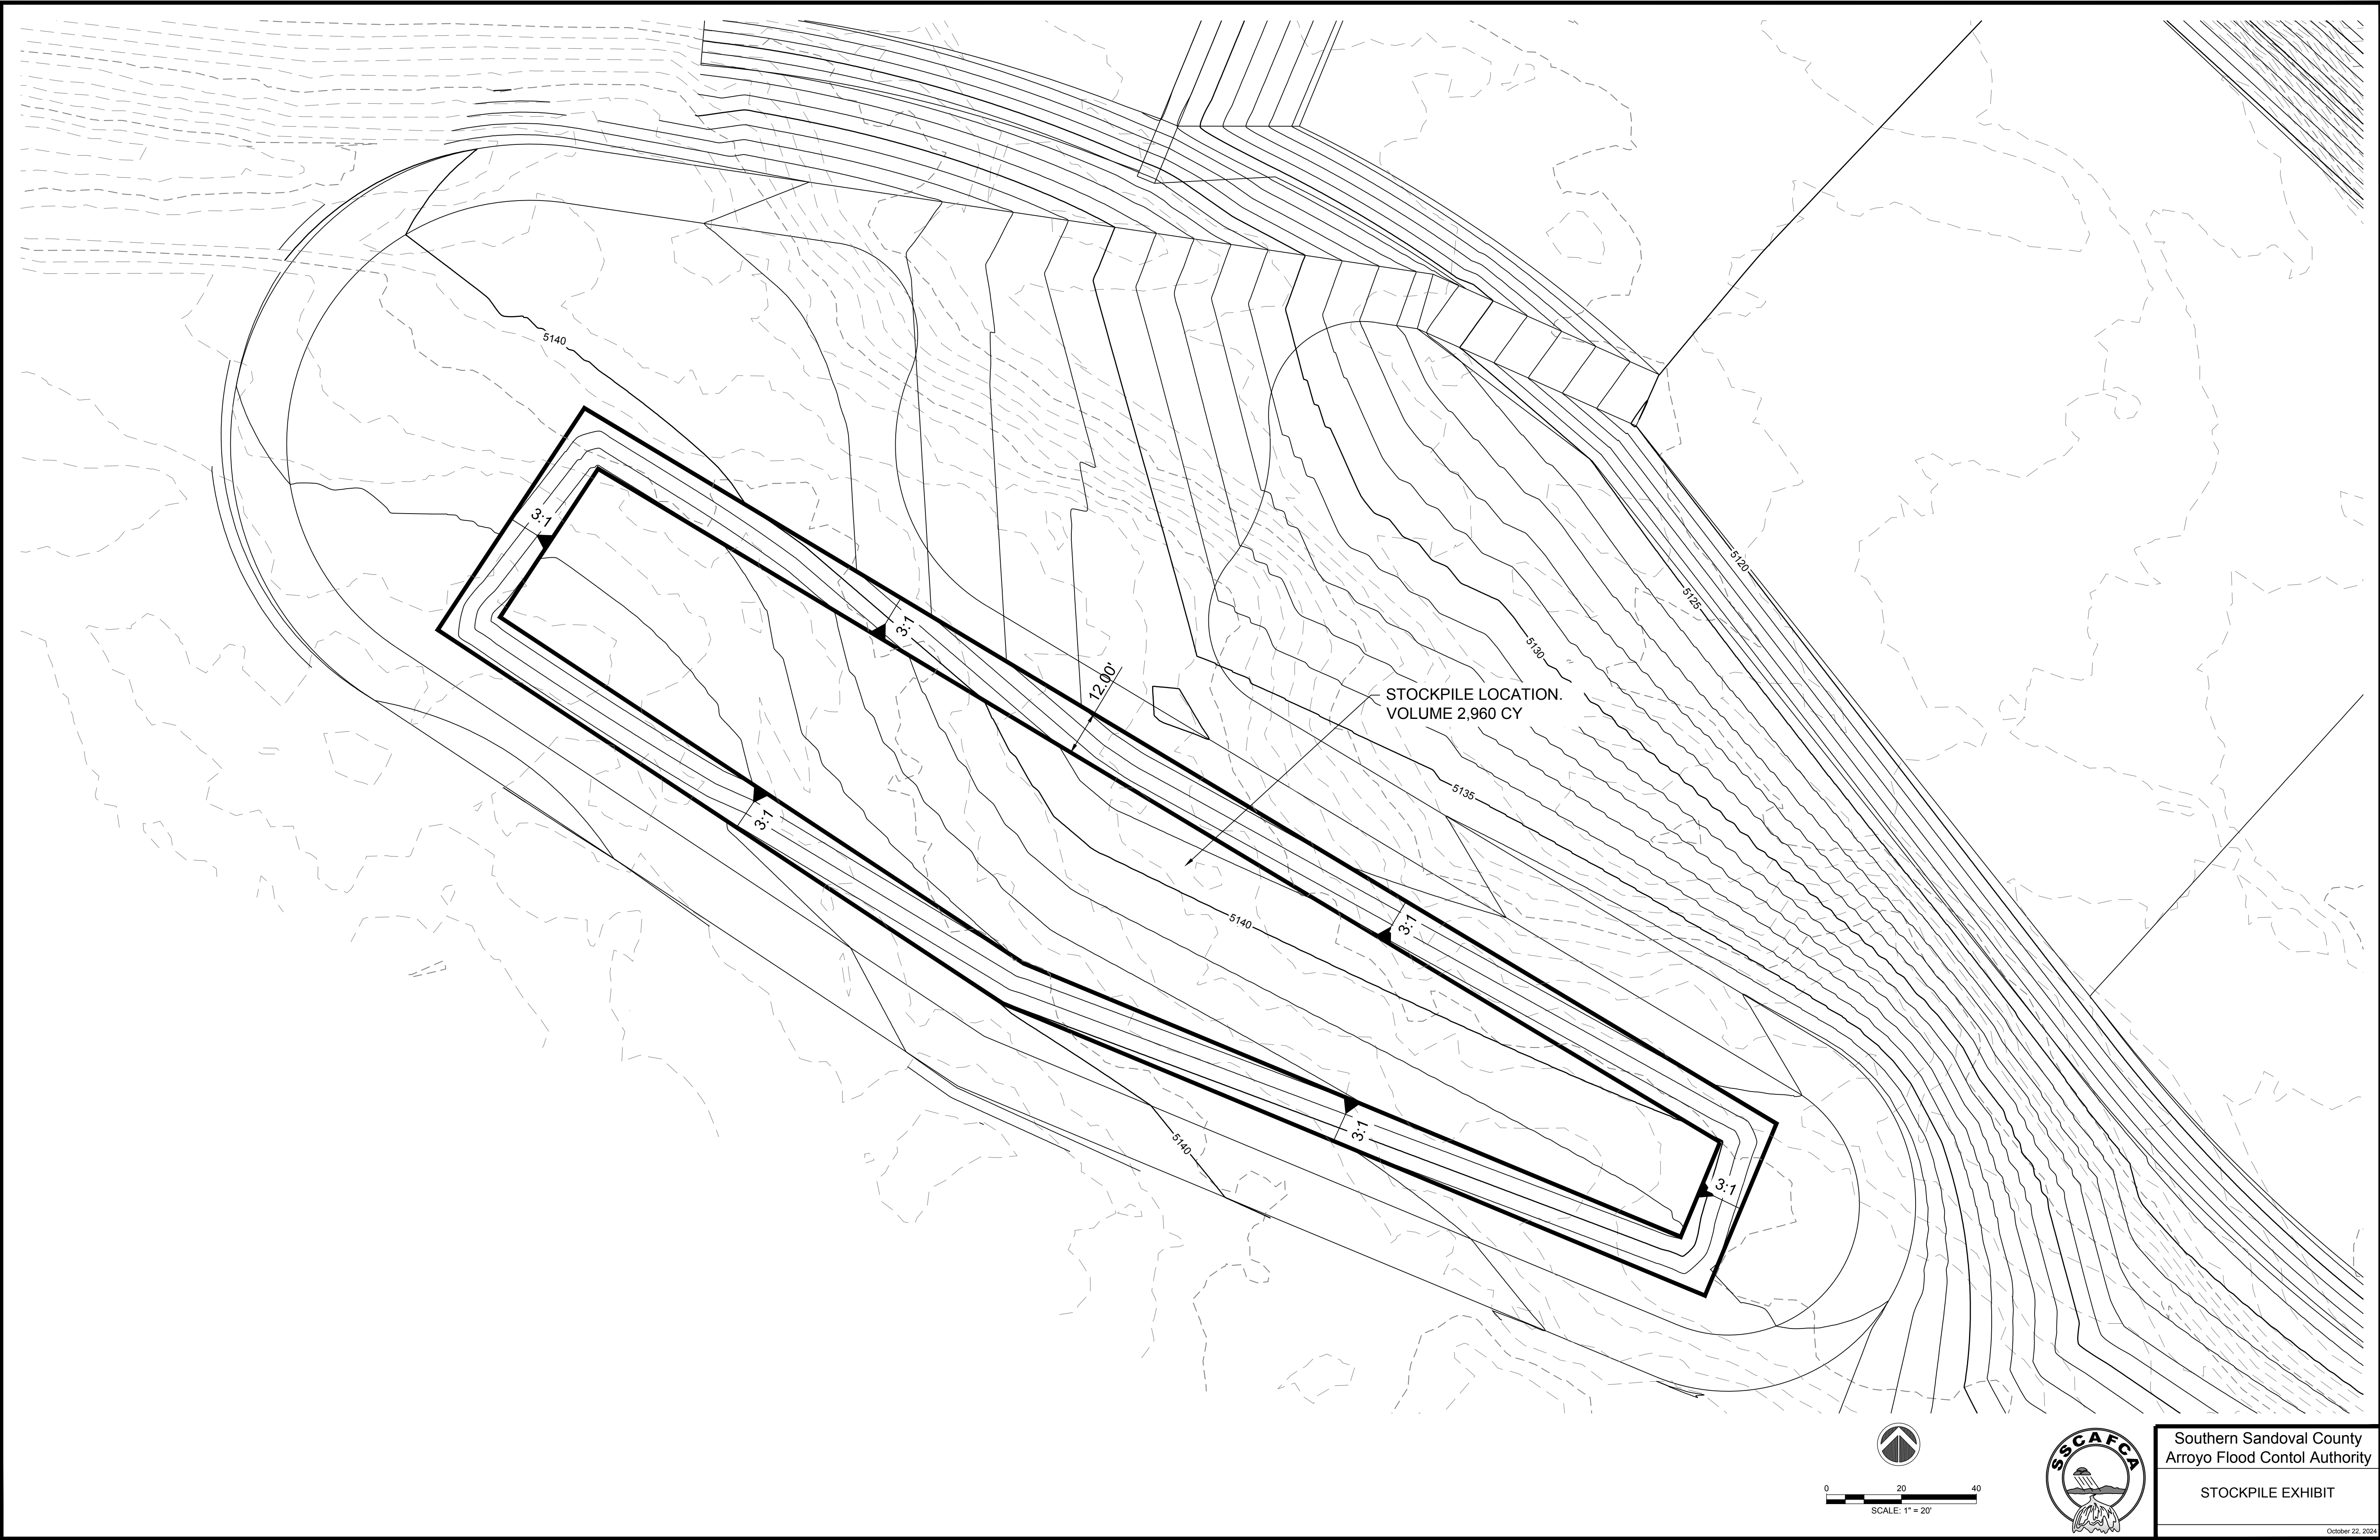 5140
3:1
3:1
12.00'
STOCKPILE LOCATION.
VOLUME 2,960 CY
5120
5125
5130
5135
3:1
5140
3:1
3:1
5140
3:1
0 20 40
SCALE: 1" = 20'
SSCAFCA
Southern Sandoval County
Arroyo Flood Contol Authority
STOCKPILE EXHIBIT
October 22, 2024